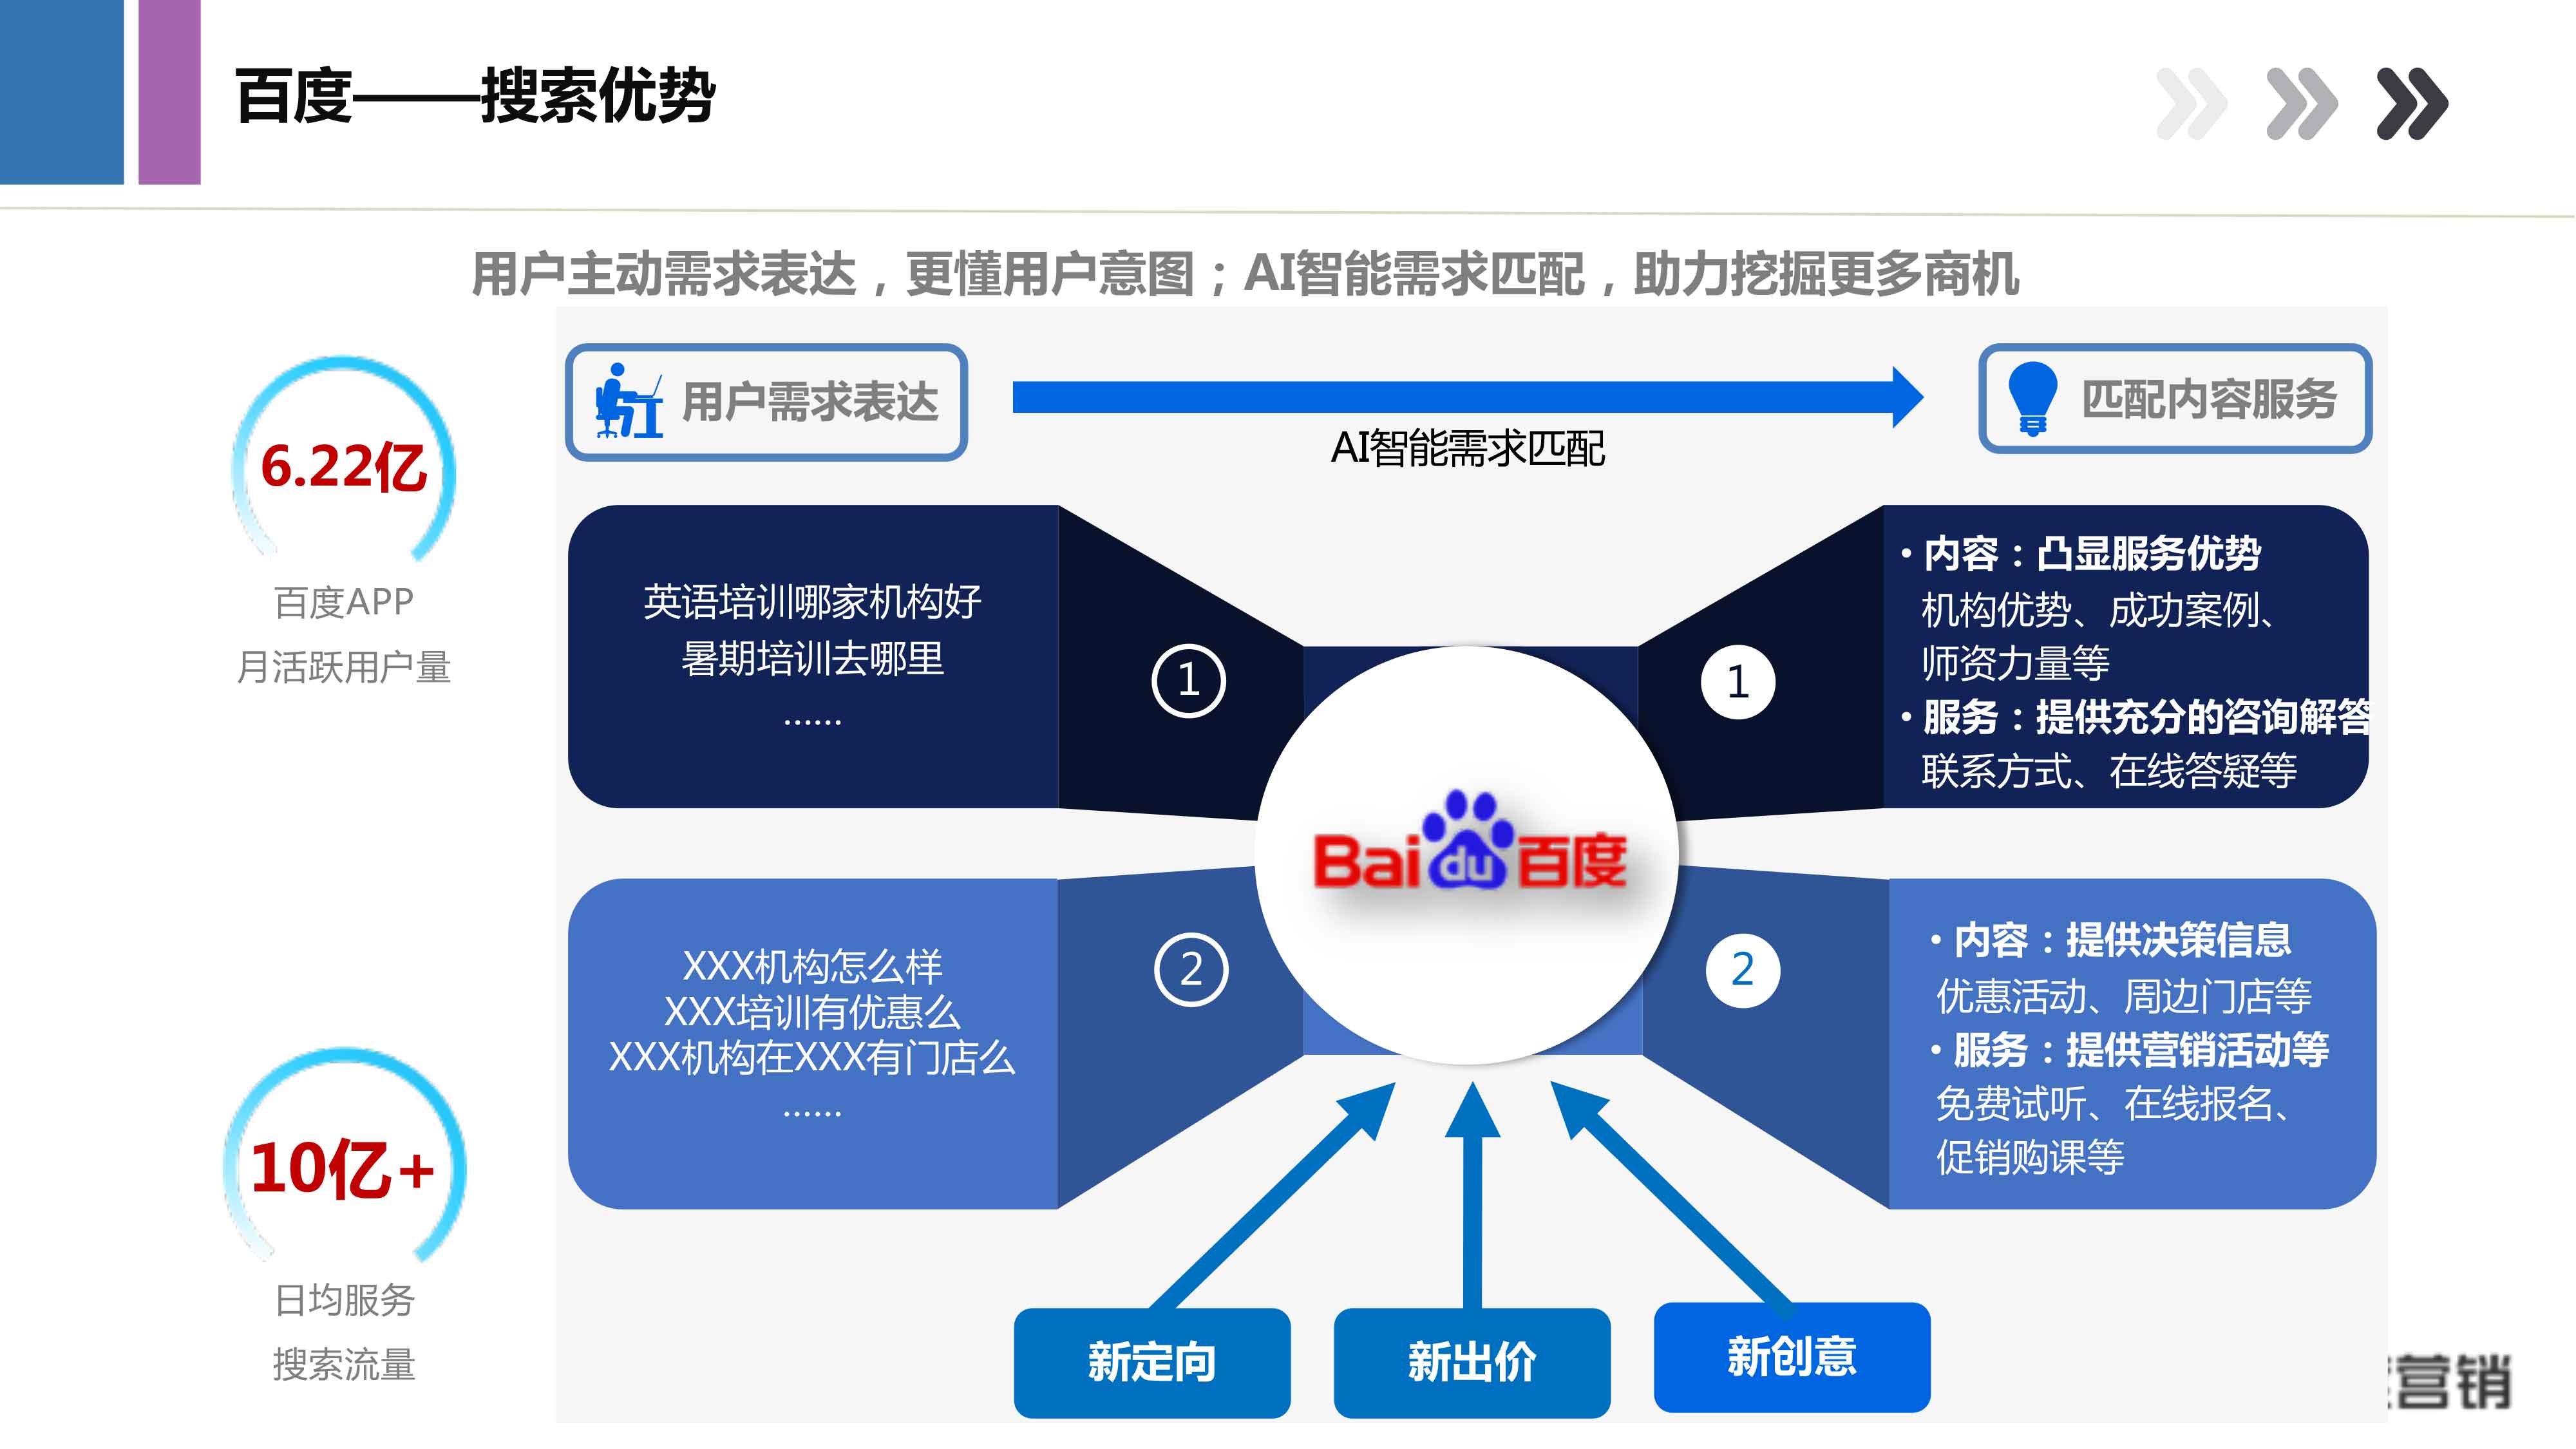 百度——搜索优势
用户主动需求表达，更懂用户意图；AI智能需求匹配，助力挖掘更多商机
6.22亿
百度APP
月活跃用户量
10亿+
日均服务
搜索流量
用户需求表达
AI智能需求匹配
匹配内容服务
英语培训哪家机构好
暑期培训去哪里
……
1
1
• 内容：凸显服务优势
机构优势、成功案例、
师资力量等
• 服务：提供充分的咨询解答
联系方式、在线答疑等
Bai du 百度
XXX机构怎么样
XXX培训有优惠么
XXX机构在XXX有门店么
……
2
2
• 内容：提供决策信息
优惠活动、周边门店等
• 服务：提供营销活动等
免费试听、在线报名、
促销购课等
新定向
新出价
新创意
营销